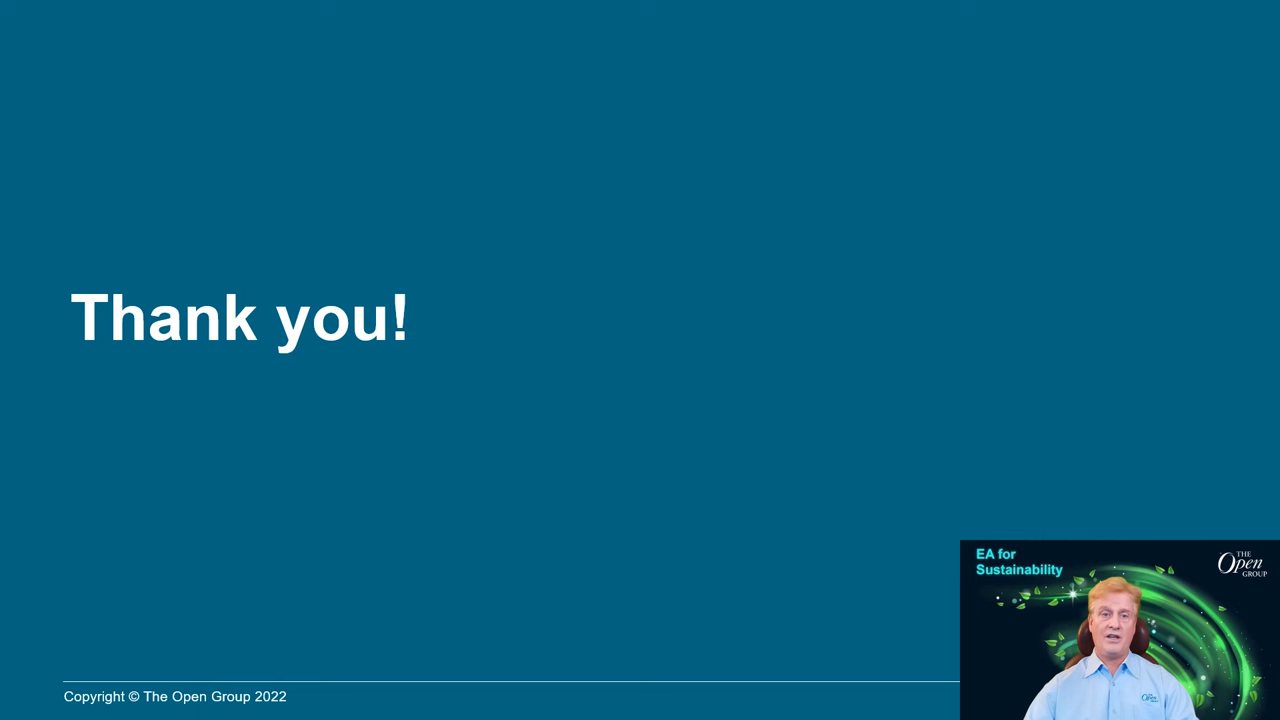 Thank you!
EA for
Sustainability
THE
Open
GROUP
Copyright © The Open Group 2022